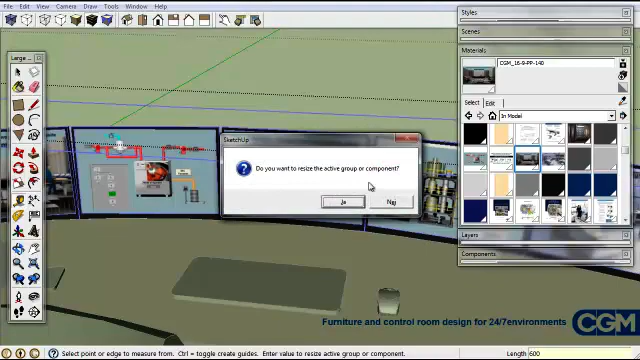 File Edit View Camera Draw Tools Window Help
Styles
Scenes
Materials
Large ...
CGM_16-9-PP-140
Select Edit
In Model
SketchUp
Do you want to resize the active group or component?
Ja
Nej
Layers
Components
Furniture and control room design for 24/7environments
CGM
Select point or edge to measure from. Ctrl = toggle create guides. Enter value to resize active group or component.
Length 600